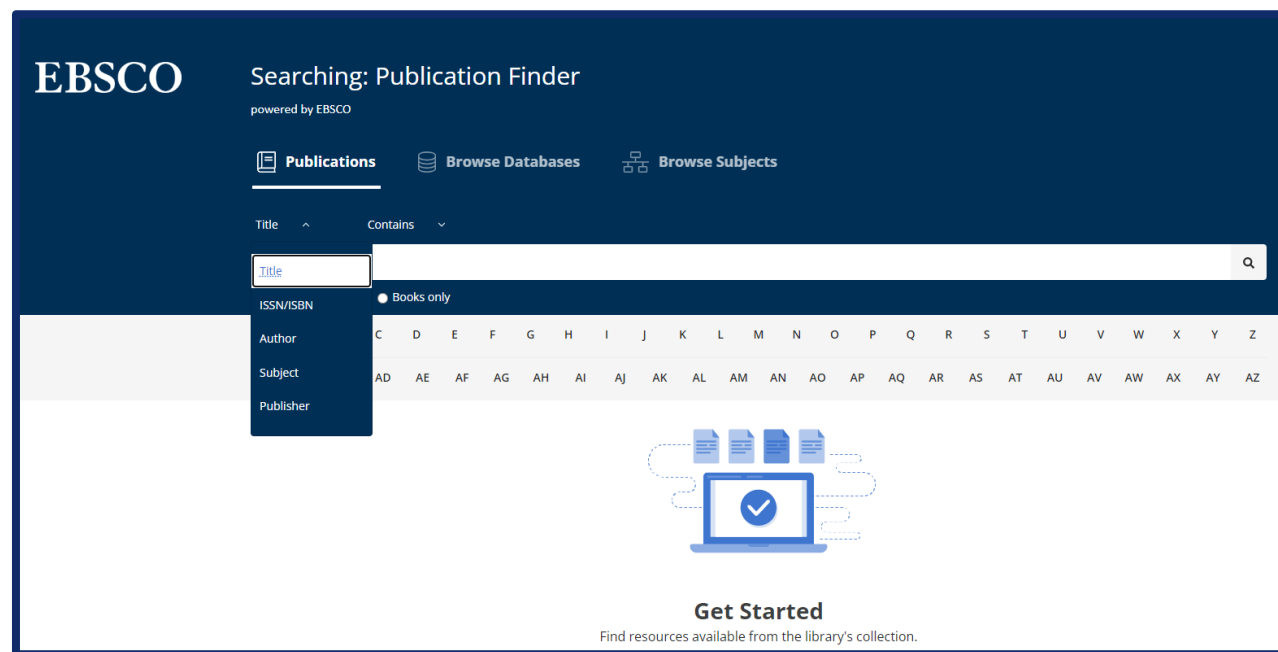 EBSCO
Searching: Publication Finder
powered by EBSCO
Publications Browse Databases Browse Subjects
Title Contains
Title
ISSN/ISBN
Books only
Author
Subject
Publisher
C D E F G H I J K L M N O P Q R S T U V W X Y Z
AD AE AF AG AH AI AJ AK AL AM AN AO AP AQ AR AS AT AU AV AW AX AY AZ
Get Started
Find resources available from the library's collection.